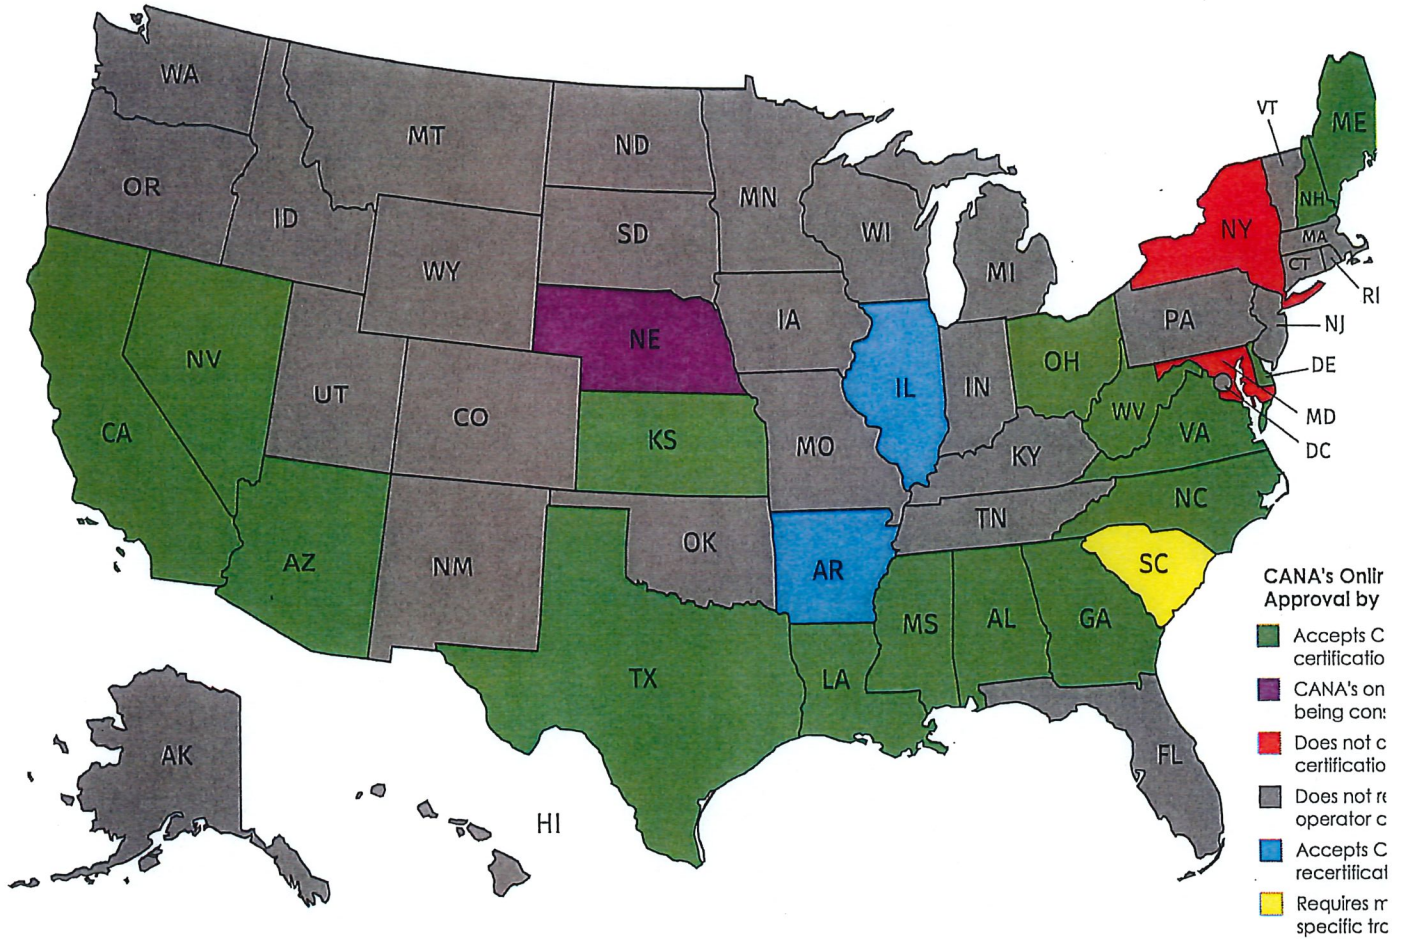 WA
MT
ND
MN
OR
ID
SD
WI
VT
ME
NH
NY
MA
WY
MI
CT
RI
NE
IA
PA
NJ
NV
UT
CO
IL
IN
OH
DE
CA
KS
MO
KY
WV
VA
MD
DC
TN
NC
AZ
NM
OK
AR
SC
MS
AL
GA
TX
LA
AK
HI
FL
CANA's Onlir
Approval by
Accepts C
certificatio
CANA's on
being con
Does not c
certificatio
Does not r
operator c
Accepts C
recertificat
Requires m
specific tra